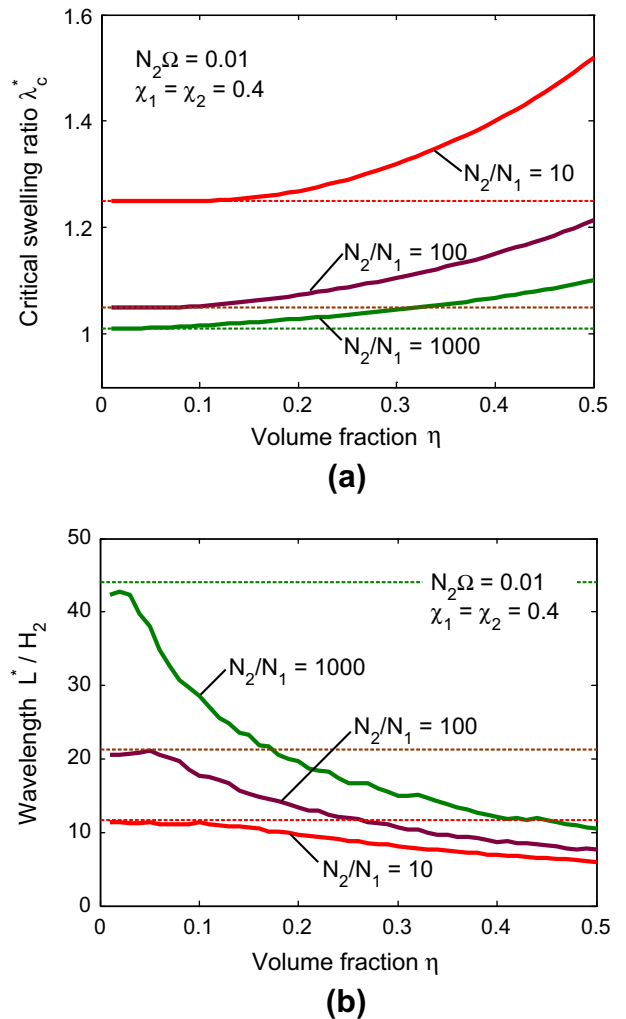 1.6
1.4
1.2
1
Critical swelling ratio λ_c^*
N₂Ω = 0.01
χ₁ = χ₂ = 0.4
N₂/N₁ = 10
N₂/N₁ = 100
N₂/N₁ = 1000
0 0.1 0.2 0.3 0.4 0.5
Volume fraction η
(a)
50
40
30
20
10
0
Wavelength L^* / H₂
N₂Ω = 0.01
χ₁ = χ₂ = 0.4
N₂/N₁ = 1000
N₂/N₁ = 100
N₂/N₁ = 10
0 0.1 0.2 0.3 0.4 0.5
Volume fraction η
(b)